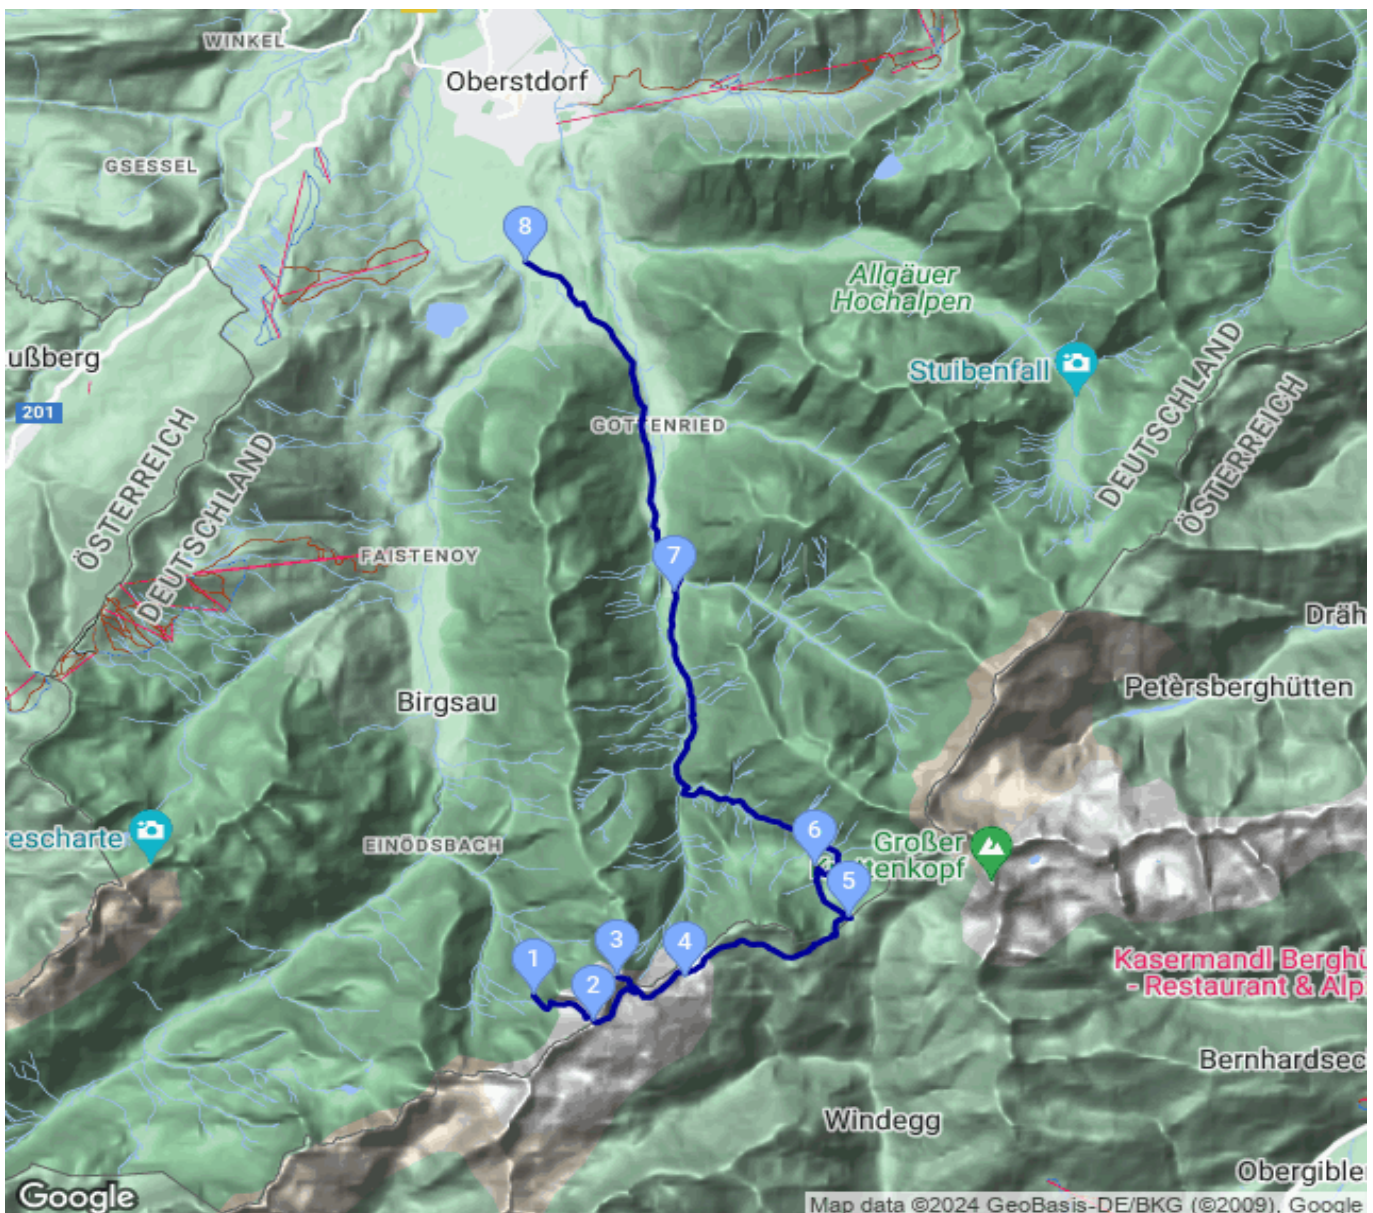 WINKEL
Oberstdorf
GSESSEL
8
Allgäuer
Hochalpen
ußberg
Stuibenfall
201
GOTTENRIED
ÖSTERREICH
DEUTSCHLAND
DEUTSCHLAND
ÖSTERREICH
FAISTENOY
7
Dräh
Birgsau
Petersberghütten
rescharte
EINÖDSBACH
6
Großer
tenkopf
5
3
4
1
2
Kasermandl Berghü
- Restaurant & Alp
Bernhardsec
Windegg
Obergible
Google
Map data ©2024 GeoBasis-DE/BKG (©2009), Google